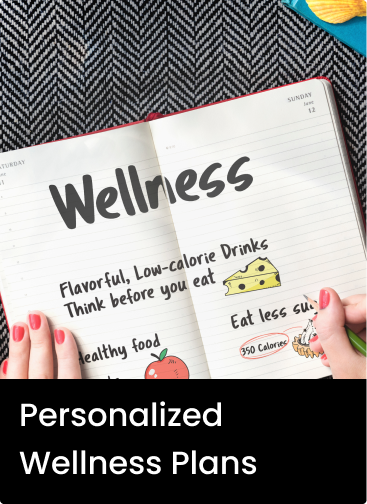 SATURDAY
SUNDAY
June
12
Wellness
Flavorful, Low-calorie Drinks
Think before you eat
Eat less
350 Calories
Healthy food
Personalized
Wellness Plans